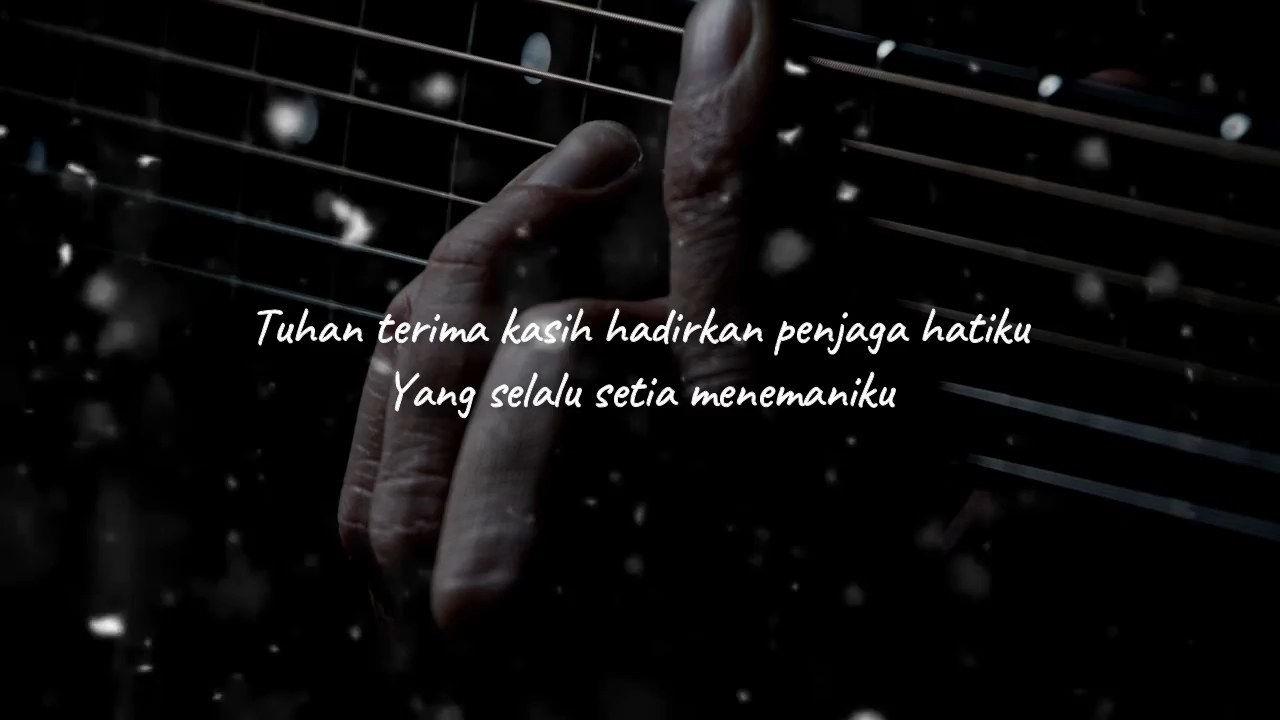 Tuhan terima kasih hadirkan penjaga hatiku
Yang selalu setia menemaniku